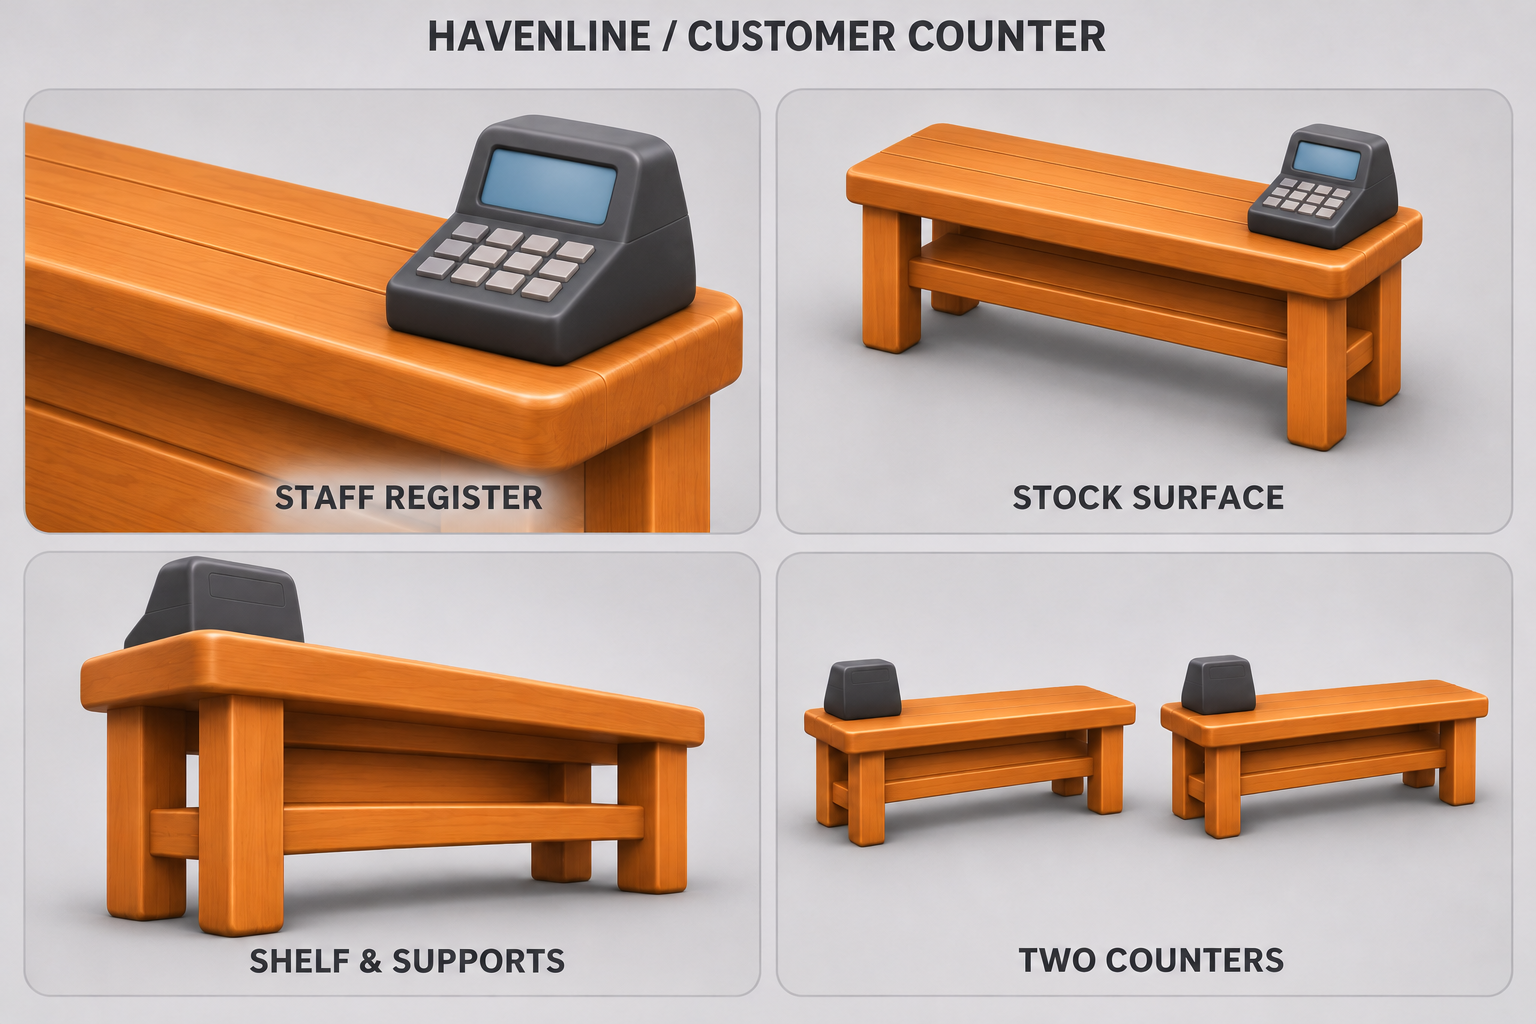 HAVENLINE / CUSTOMER COUNTER
STAFF REGISTER
STOCK SURFACE
SHELF & SUPPORTS
TWO COUNTERS